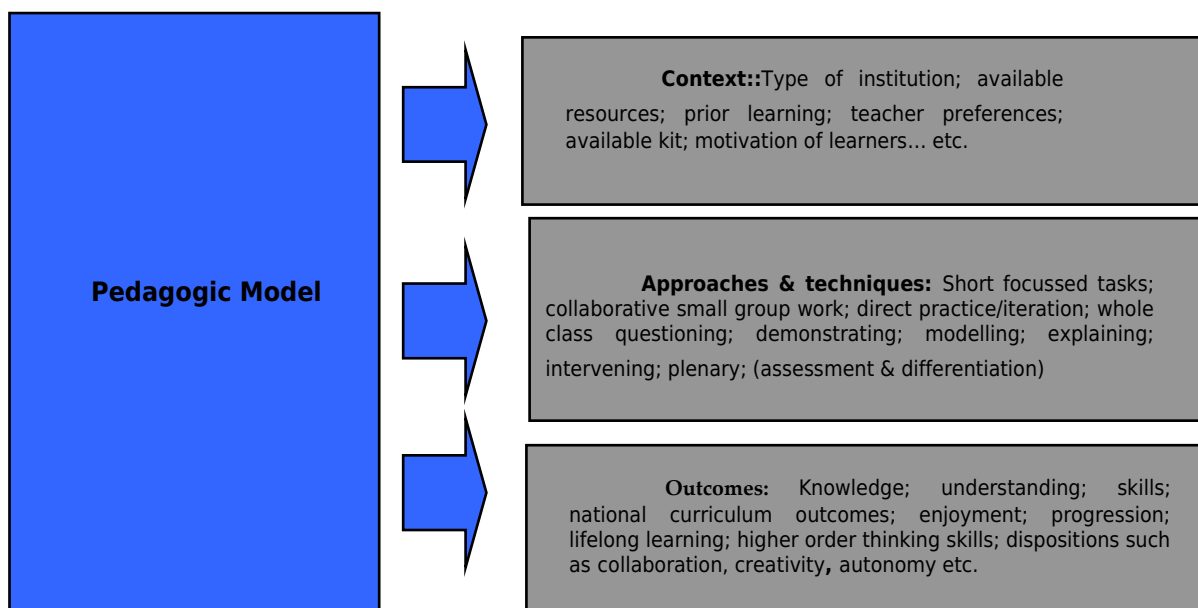 Pedagogic Model
Context::Type of institution; available
resources; prior learning; teacher preferences;
available kit; motivation of learners... etc.
Approaches & techniques: Short focussed tasks;
collaborative small group work; direct practice/iteration; whole
class questioning; demonstrating; modelling; explaining;
intervening; plenary; (assessment & differentiation)
Outcomes: Knowledge; understanding; skills;
national curriculum outcomes; enjoyment; progression;
lifelong learning; higher order thinking skills; dispositions such
as collaboration, creativity, autonomy etc.